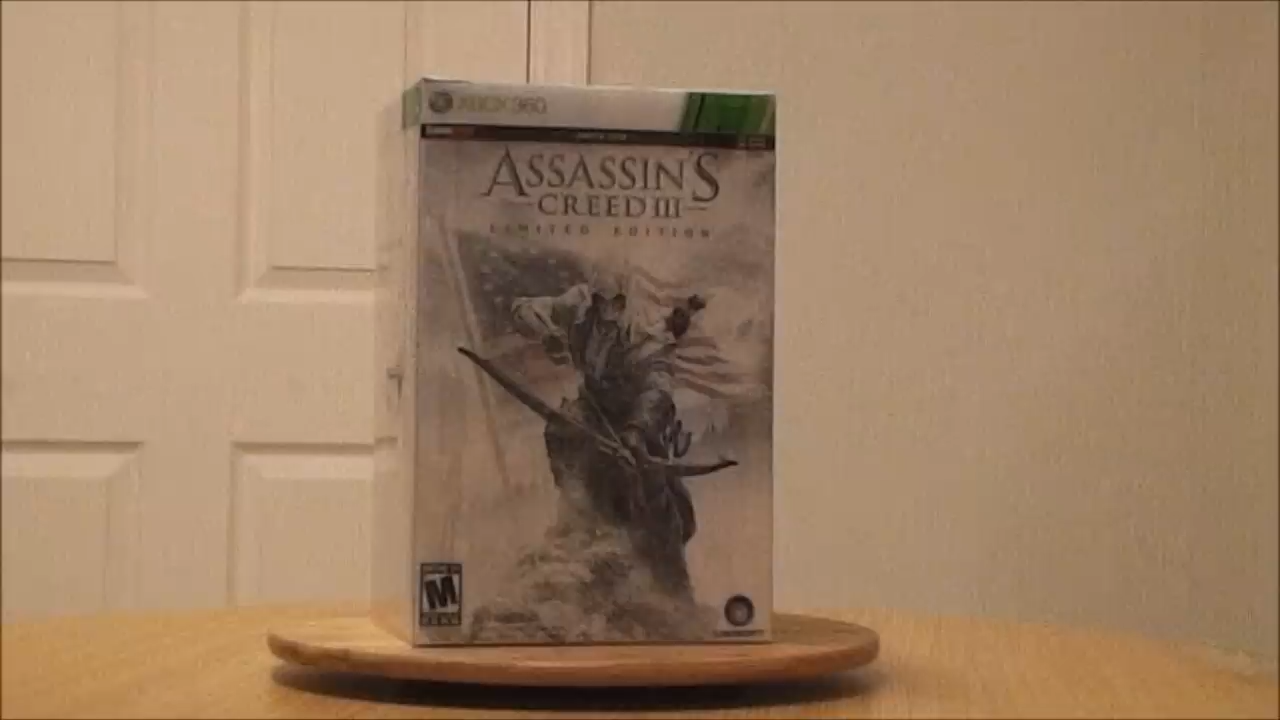 XBOX 360
ASSASSIN'S
CREED III
LIMITED EDITION
M